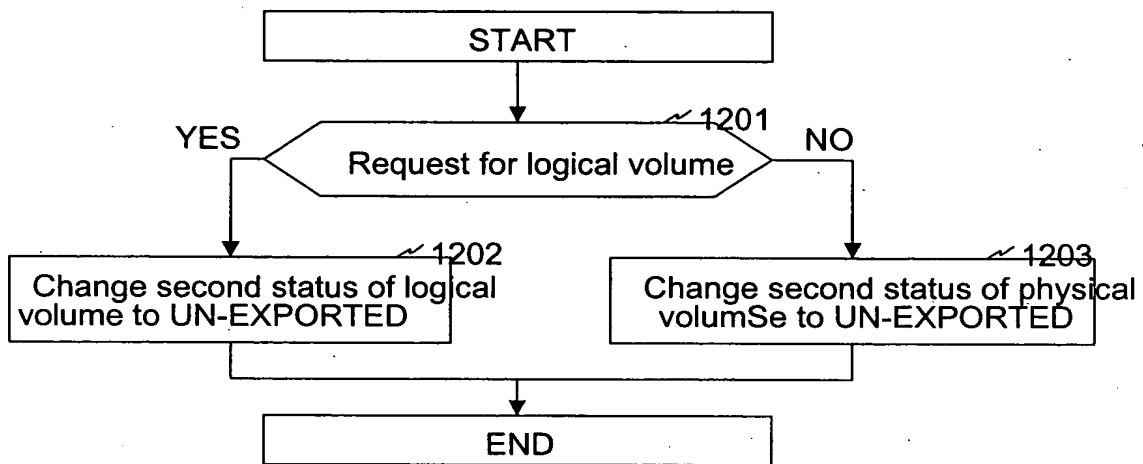 START
1201
YES
NO
Request for logical volume
1202
Change second status of logical
volume to UN-EXPORTED
1203
Change second status of physical
volumSe to UN-EXPORTED
END